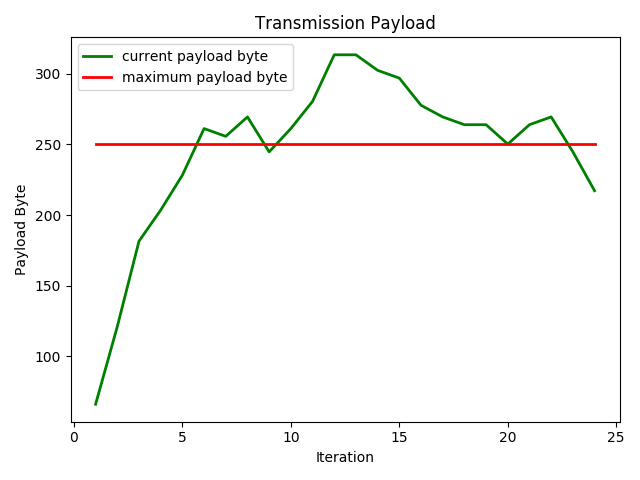 Transmission Payload
current payload byte
maximum payload byte
300
250
200
150
100
Payload Byte
0 5 10 15 20 25
Iteration